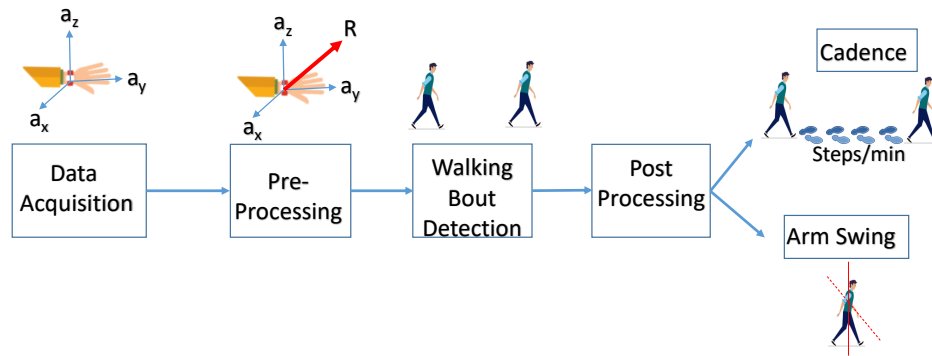 a_z
a_y
a_x
a_z
R
a_y
a_x
Cadence
Steps/min
Data
Acquisition
Pre-
Processing
Walking
Bout
Detection
Post
Processing
Arm Swing